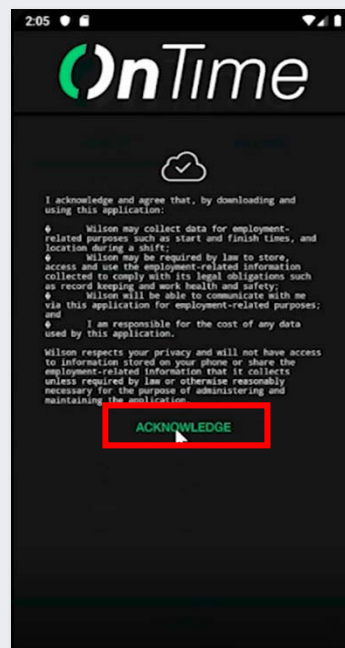 2:05
OnTime
I acknowledge and agree that, by downloading and
using this application:
� Wilson may collect data for employment-
related purposes such as start and finish times, and
location during a shift;
� Wilson may be required by law to store,
access and use the employment-related information
collected to comply with its legal obligations such
as record keeping and work health and safety;
� Wilson will be able to communicate with me
via this application for employment-related purposes;
and
� I am responsible for the cost of any data
used by this application.
Wilson respects your privacy and will not have access
to information stored on your phone or share the
employment-related information that it collects
unless required by law or otherwise reasonably
necessary for the purpose of administering and
maintaining the application.
ACKNOWLEDGE